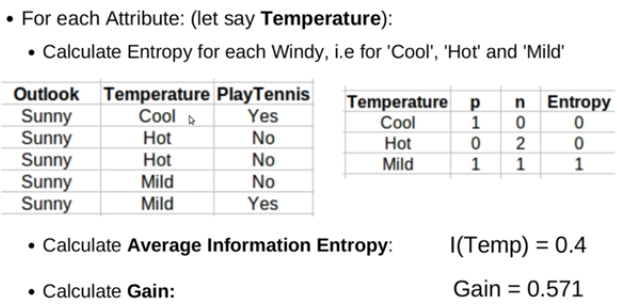 • For each Attribute: (let say Temperature):
• Calculate Entropy for each Windy, i.e for 'Cool', 'Hot' and 'Mild'
Outlook Temperature PlayTennis
Sunny Cool Yes
Sunny Hot No
Sunny Hot No
Sunny Mild No
Sunny Mild Yes
Temperature p n Entropy
Cool 1 0 0
Hot 0 2 0
Mild 1 1 1
• Calculate Average Information Entropy: I(Temp) = 0.4
• Calculate Gain: Gain = 0.571